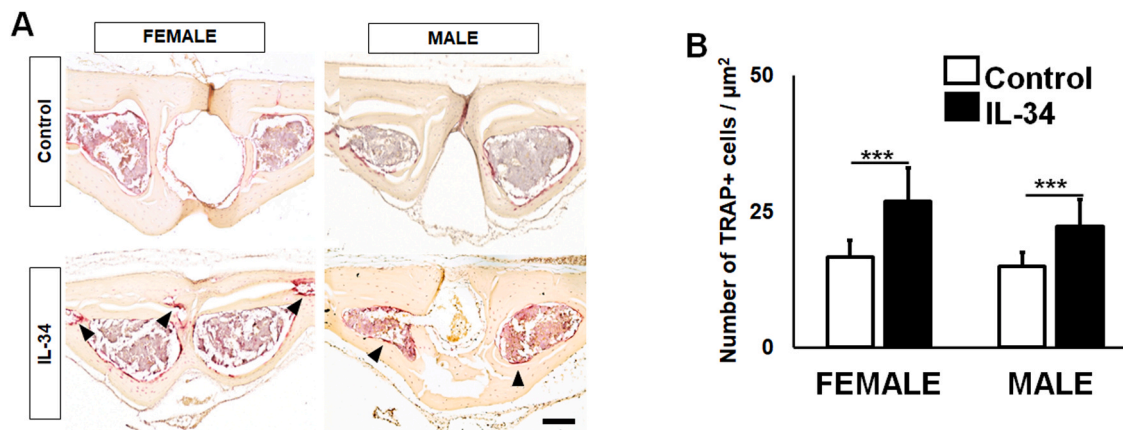 A
FEMALE
MALE
Control
IL-34
B
Number of TRAP+ cells / µm²
50
25
0
Control
IL-34
***
***
FEMALE
MALE